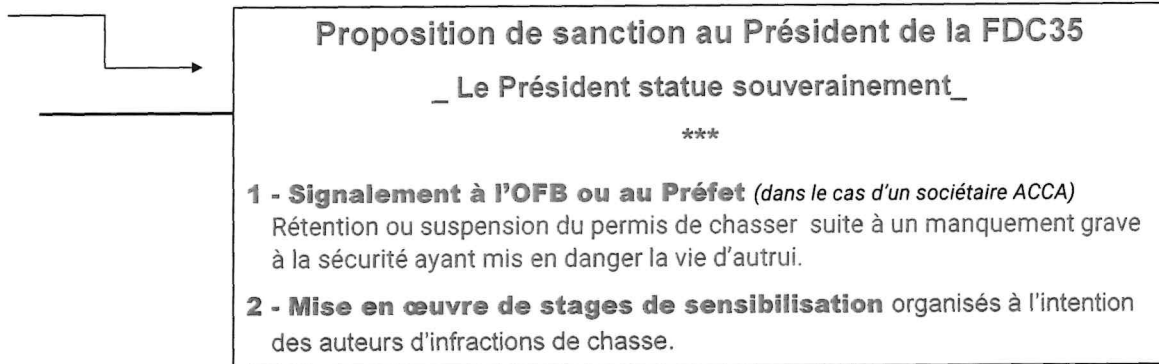 Proposition de sanction au Président de la FDC35
_ Le Président statue souverainement_
***
1 - Signalement à l'OFB ou au Préfet (dans le cas d'un sociétaire ACCA)
Rétention ou suspension du permis de chasser suite à un manquement grave
à la sécurité ayant mis en danger la vie d'autrui.
2 - Mise en œuvre de stages de sensibilisation organisés à l'intention
des auteurs d'infractions de chasse.